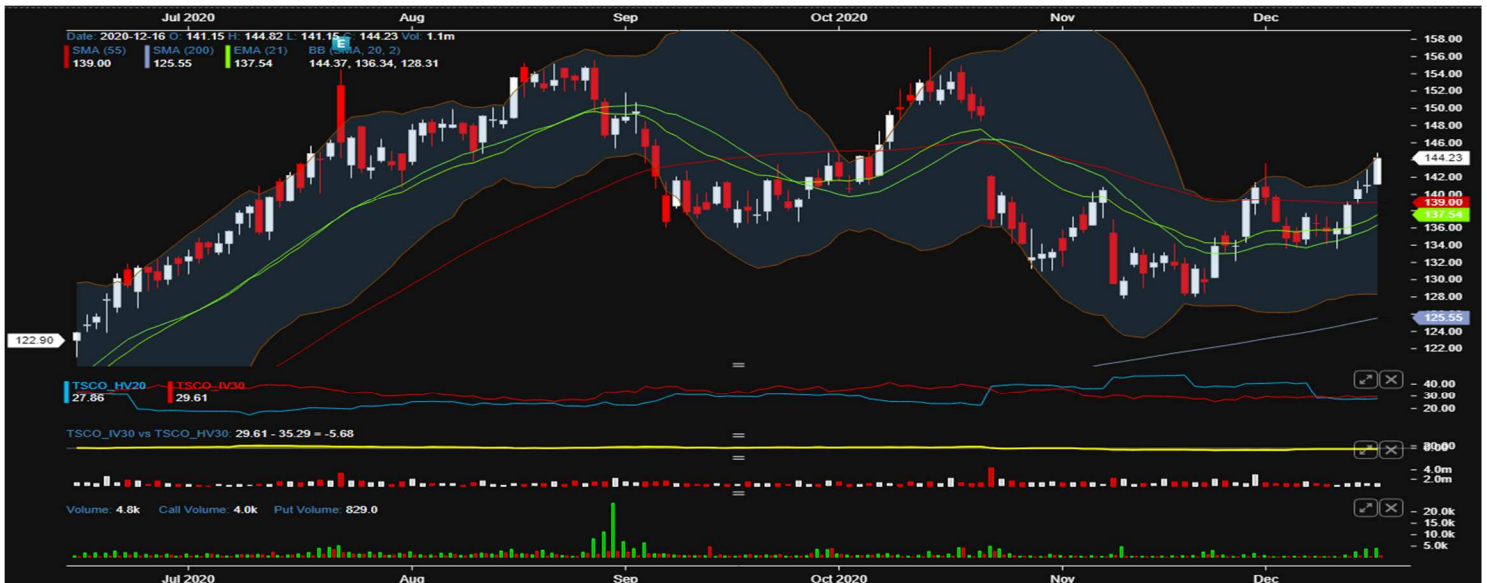 Jul 2020 Aug Sep Oct 2020 Nov Dec
Date: 2020-12-16 O: 141.15 H: 144.82 L: 141.15 C: 144.23 Vol: 1.1m
E
SMA (55) SMA (200) EMA (21) BB (SMA, 20, 2)
139.00 125.55 137.54 144.37, 136.34, 128.31
158.00
156.00
154.00
152.00
150.00
148.00
146.00
144.23
142.00
140.00
139.00
137.54
136.00
134.00
132.00
130.00
128.00
125.55
124.00
122.00
122.90
TSCO_HV20 TSCO_IV30
27.86 29.61
40.00
30.00
20.00
TSCO_IV30 vs TSCO_HV30: 29.61 - 35.29 = -5.68
4.0m
2.0m
Volume: 4.8k Call Volume: 4.0k Put Volume: 829.0
20.0k
15.0k
10.0k
5.0k
Jul 2020 Aug Sep Oct 2020 Nov Dec